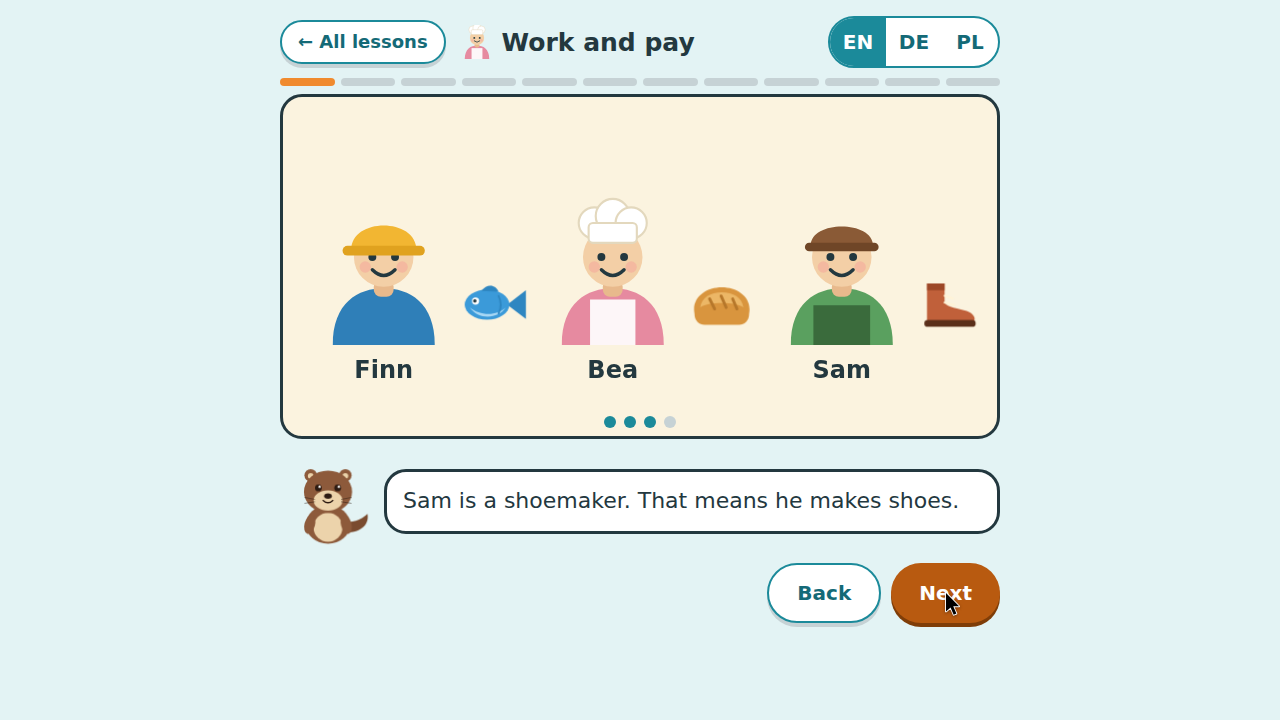 ← All lessons
Work and pay
EN DE PL
Finn Bea Sam
Sam is a shoemaker. That means he makes shoes.
Back Next